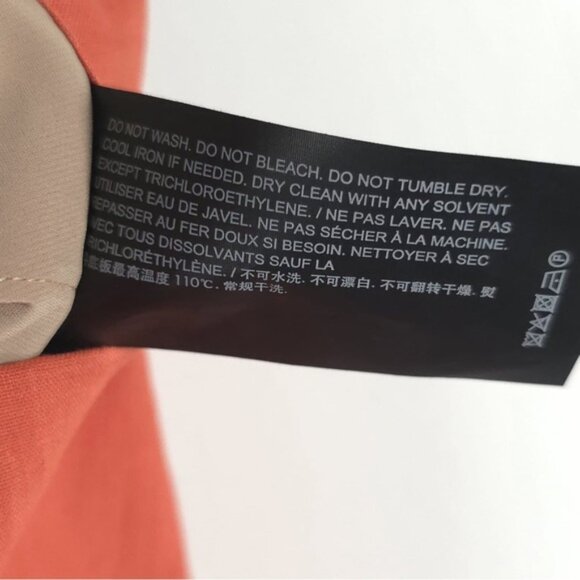 DO NOT WASH. DO NOT BLEACH. DO NOT TUMBLE DRY.
COOL IRON IF NEEDED. DRY CLEAN WITH ANY SOLVENT
EXCEPT TRICHLOROETHYLENE. / NE PAS LAVER. NE PAS
UTILISER EAU DE JAVEL. NE PAS SÉCHER À LA MACHINE.
REPASSER AU FER DOUX SI BESOIN. NETTOYER À SEC
AVEC TOUS DISSOLVANTS SAUF LA
TRICHLORÉTHYLÈNE. / 不可水洗. 不可漂白. 不可翻转干燥. 熨
底板最高温度 110℃. 常规干洗.
P